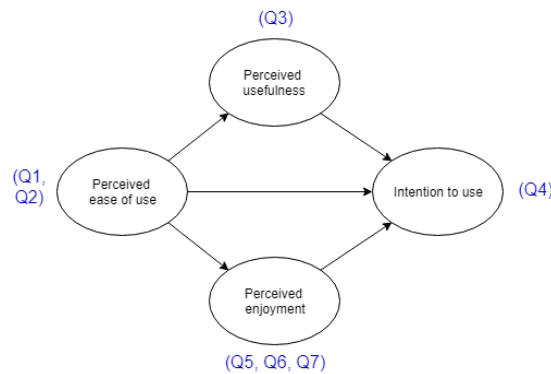 (Q3)
Perceived
usefulness
(Q1,
Q2)
Perceived
ease of use
Intention to use
(Q4)
Perceived
enjoyment
(Q5, Q6, Q7)